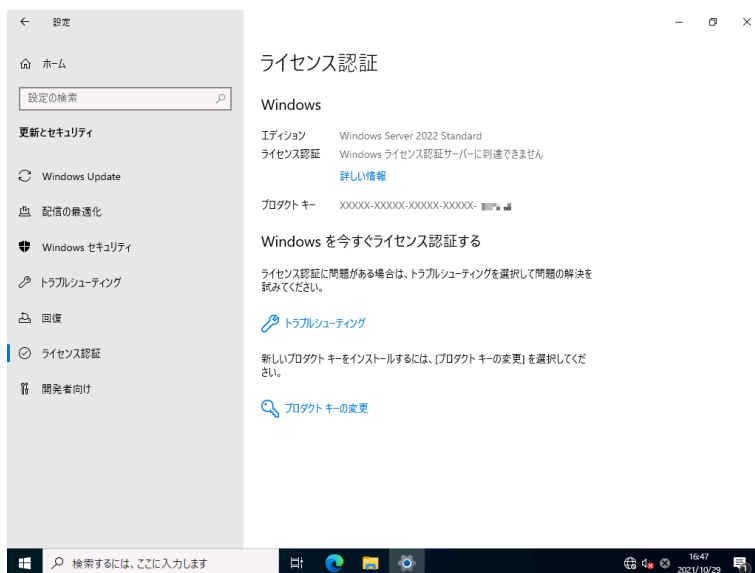 設定
ホーム
設定の検索
更新とセキュリティ
Windows Update
配信の最適化
Windows セキュリティ
トラブルシューティング
回復
ライセンス認証
開発者向け
ライセンス認証
Windows
エディション Windows Server 2022 Standard
ライセンス認証 Windows ライセンス認証サーバーに到達できません
詳しい情報
プロダクト キー XXXXX-XXXXX-XXXXX-XXXXX-
Windows を今すぐライセンス認証する
ライセンス認証に問題がある場合は、トラブルシューティングを選択して問題の解決を
試みてください。
トラブルシューティング
新しいプロダクト キーをインストールするには、[プロダクト キーの変更] を選択してくだ
さい。
プロダクト キーの変更
検索するには、ここに入力します
16:47
2021/10/29